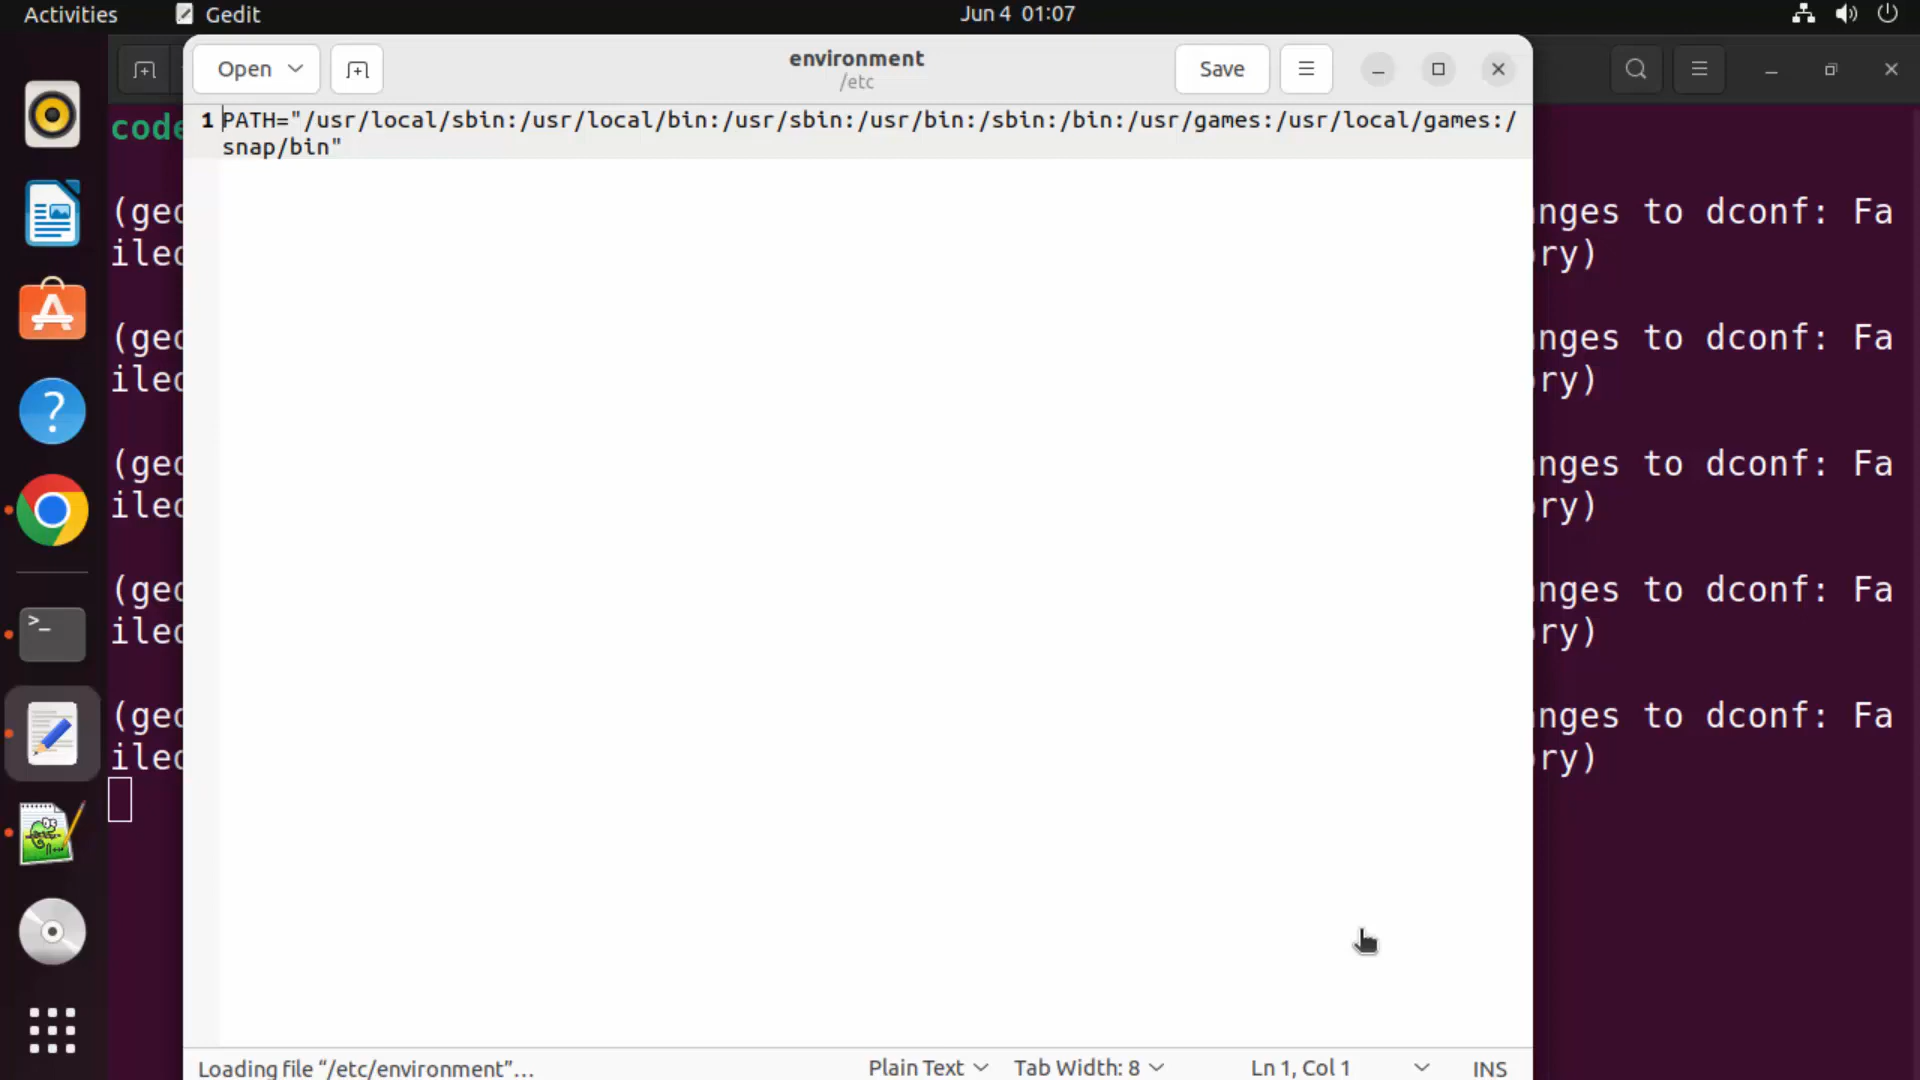 Activities Gedit Jun 4 01:07
Open environment Save
/etc
1 PATH="/usr/local/sbin:/usr/local/bin:/usr/sbin:/usr/bin:/sbin:/bin:/usr/games:/usr/local/games:/
snap/bin"
code
(ged nges to dconf: Fa
iled ry)
(ged nges to dconf: Fa
iled ry)
(ged nges to dconf: Fa
iled ry)
(ged nges to dconf: Fa
iled ry)
(ged nges to dconf: Fa
iled ry)
Loading file “/etc/environment”… Plain Text Tab Width: 8 Ln 1, Col 1 INS